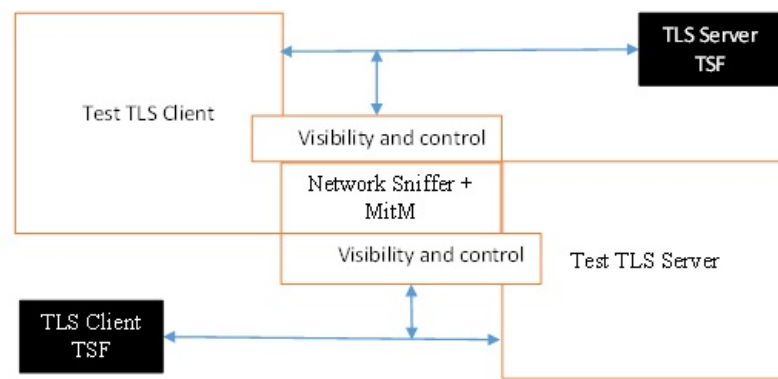 TLS Server
TSF
Test TLS Client
Visibility and control
Network Sniffer +
MitM
Visibility and control
Test TLS Server
TLS Client
TSF